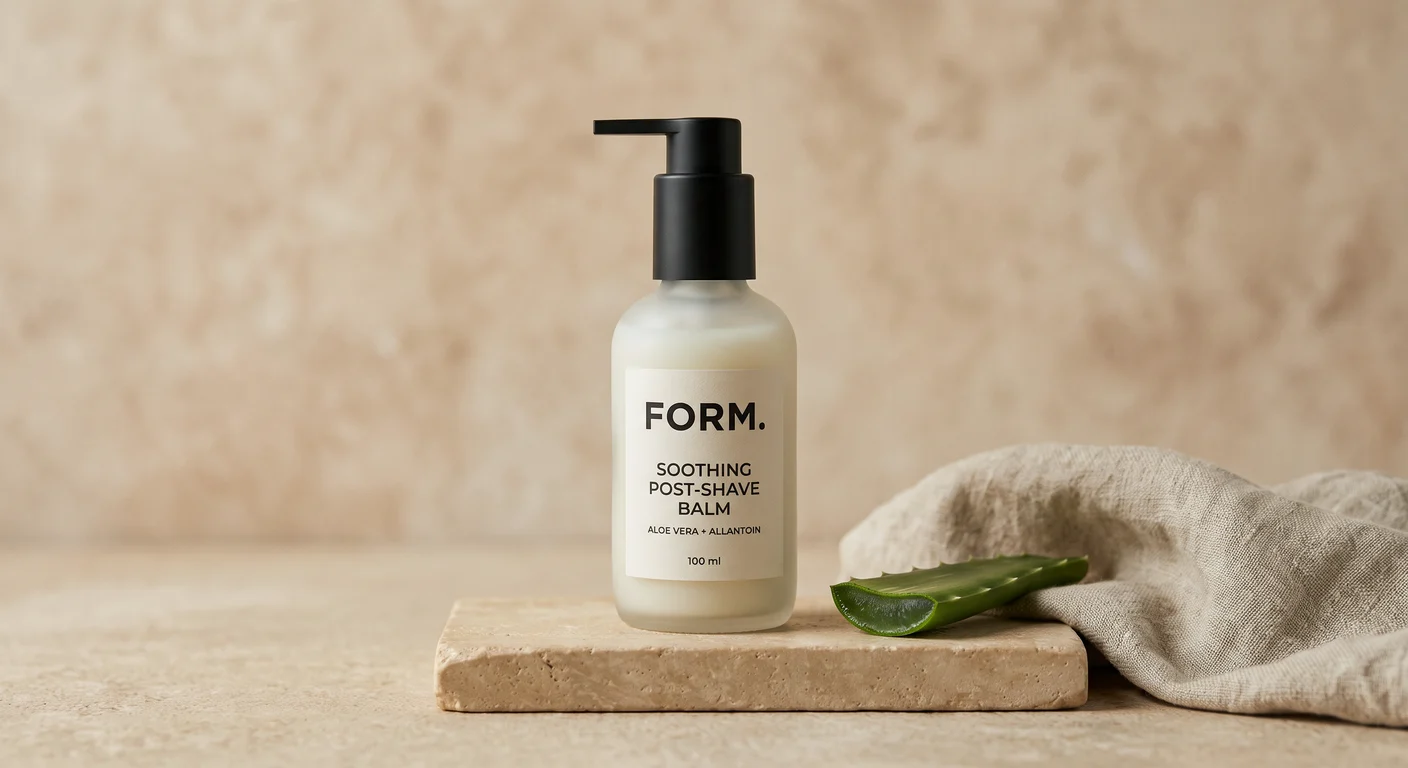 FORM.
SOOTHING
POST-SHAVE
BALM
ALOE VERA + ALLANTOIN
100 ml